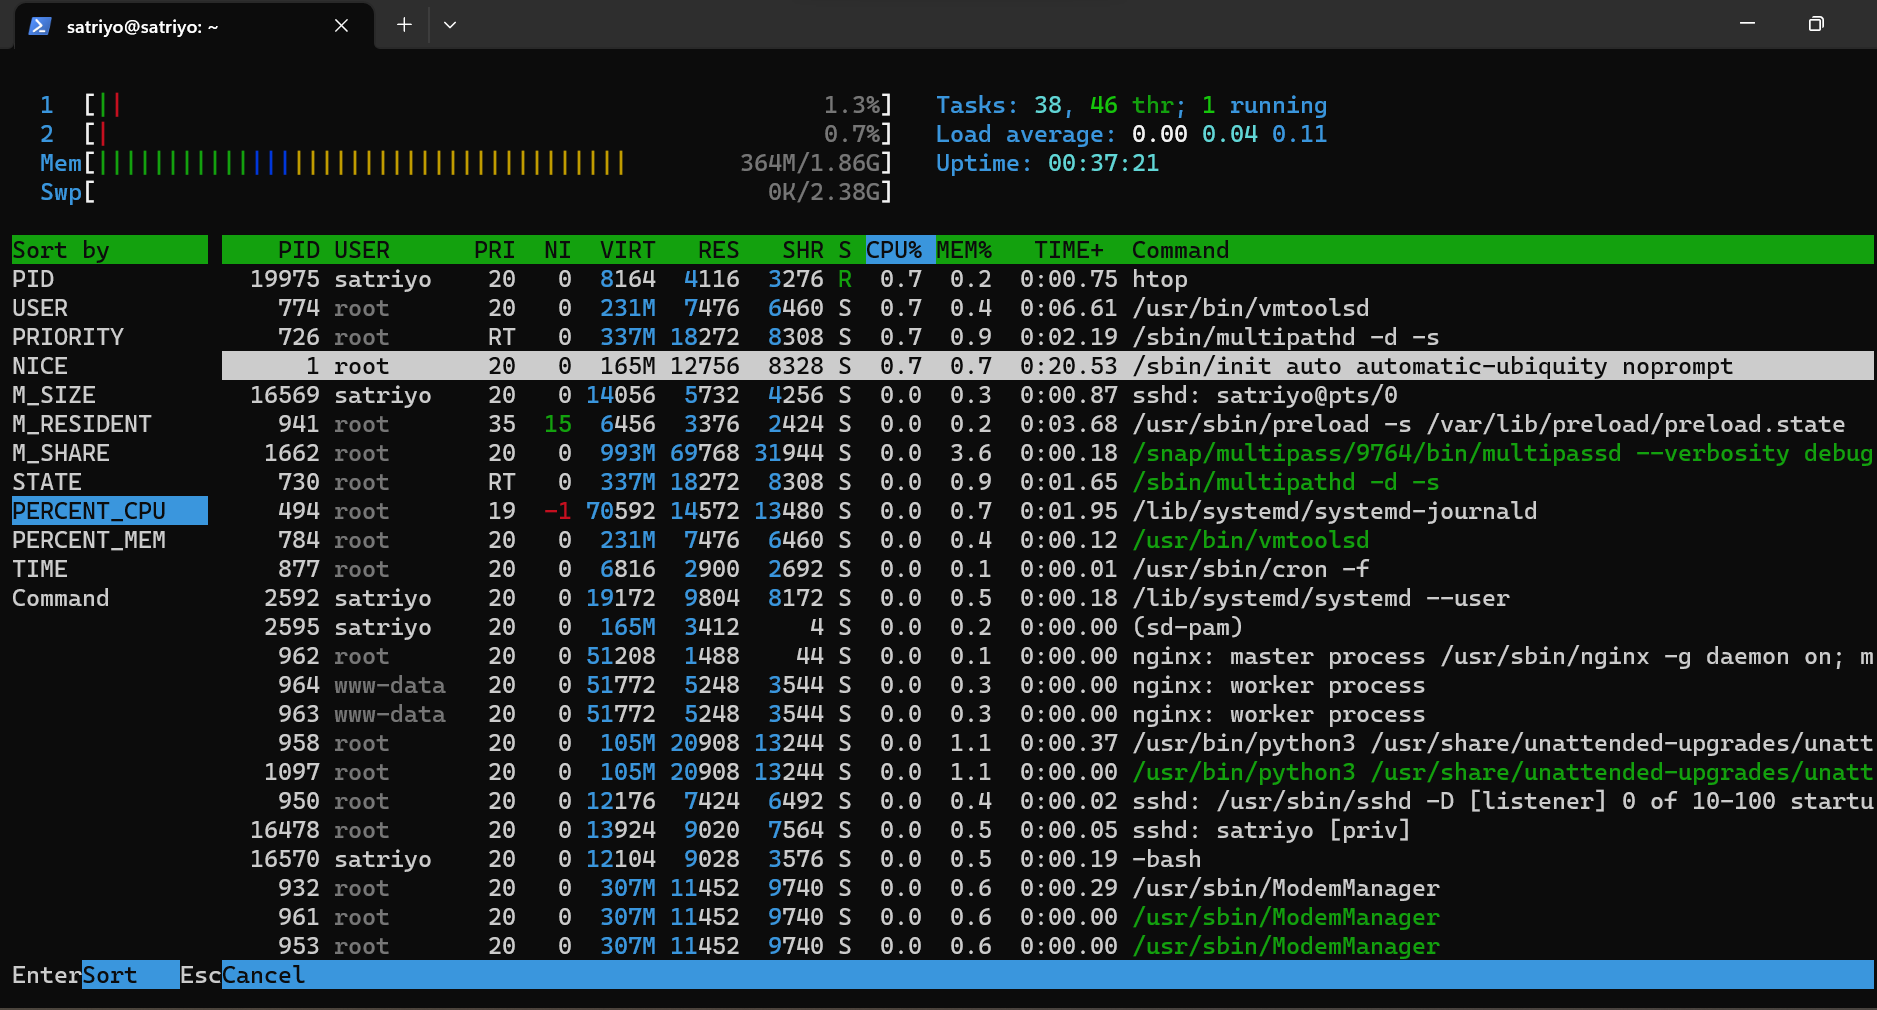 satriyo@satriyo: ~
1 [|| 1.3%] Tasks: 38, 46 thr; 1 running
2 [| 0.7%] Load average: 0.00 0.04 0.11
Mem[|||||||||||||||||||||||||||||||||||||| 364M/1.86G] Uptime: 00:37:21
Swp[ 0K/2.38G]
Sort by PID USER PRI NI VIRT RES SHR S CPU% MEM% TIME+ Command
PID 19975 satriyo 20 0 8164 4116 3276 R 0.7 0.2 0:00.75 htop
USER 774 root 20 0 231M 7476 6460 S 0.7 0.4 0:06.61 /usr/bin/vmtoolsd
PRIORITY 726 root RT 0 337M 18272 8308 S 0.7 0.9 0:02.19 /sbin/multipathd -d -s
NICE 1 root 20 0 165M 12756 8328 S 0.7 0.7 0:20.53 /sbin/init auto automatic-ubiquity noprompt
M_SIZE 16569 satriyo 20 0 14056 5732 4256 S 0.0 0.3 0:00.87 sshd: satriyo@pts/0
M_RESIDENT 941 root 35 15 6456 3376 2424 S 0.0 0.2 0:03.68 /usr/sbin/preload -s /var/lib/preload/preload.state
M_SHARE 1662 root 20 0 993M 69768 31944 S 0.0 3.6 0:00.18 /snap/multipass/9764/bin/multipassd --verbosity debug
STATE 730 root RT 0 337M 18272 8308 S 0.0 0.9 0:01.65 /sbin/multipathd -d -s
PERCENT_CPU 494 root 19 -1 70592 14572 13480 S 0.0 0.7 0:01.95 /lib/systemd/systemd-journald
PERCENT_MEM 784 root 20 0 231M 7476 6460 S 0.0 0.4 0:00.12 /usr/bin/vmtoolsd
TIME 877 root 20 0 6816 2900 2692 S 0.0 0.1 0:00.01 /usr/sbin/cron -f
Command 2592 satriyo 20 0 19172 9804 8172 S 0.0 0.5 0:00.18 /lib/systemd/systemd --user
2595 satriyo 20 0 165M 3412 4 S 0.0 0.2 0:00.00 (sd-pam)
962 root 20 0 51208 1488 44 S 0.0 0.1 0:00.00 nginx: master process /usr/sbin/nginx -g daemon on; m
964 www-data 20 0 51772 5248 3544 S 0.0 0.3 0:00.00 nginx: worker process
963 www-data 20 0 51772 5248 3544 S 0.0 0.3 0:00.00 nginx: worker process
958 root 20 0 105M 20908 13244 S 0.0 1.1 0:00.37 /usr/bin/python3 /usr/share/unattended-upgrades/unatt
1097 root 20 0 105M 20908 13244 S 0.0 1.1 0:00.00 /usr/bin/python3 /usr/share/unattended-upgrades/unatt
950 root 20 0 12176 7424 6492 S 0.0 0.4 0:00.02 sshd: /usr/sbin/sshd -D [listener] 0 of 10-100 startu
16478 root 20 0 13924 9020 7564 S 0.0 0.5 0:00.05 sshd: satriyo [priv]
16570 satriyo 20 0 12104 9028 3576 S 0.0 0.5 0:00.19 -bash
932 root 20 0 307M 11452 9740 S 0.0 0.6 0:00.29 /usr/sbin/ModemManager
961 root 20 0 307M 11452 9740 S 0.0 0.6 0:00.00 /usr/sbin/ModemManager
953 root 20 0 307M 11452 9740 S 0.0 0.6 0:00.00 /usr/sbin/ModemManager
EnterSort EscCancel